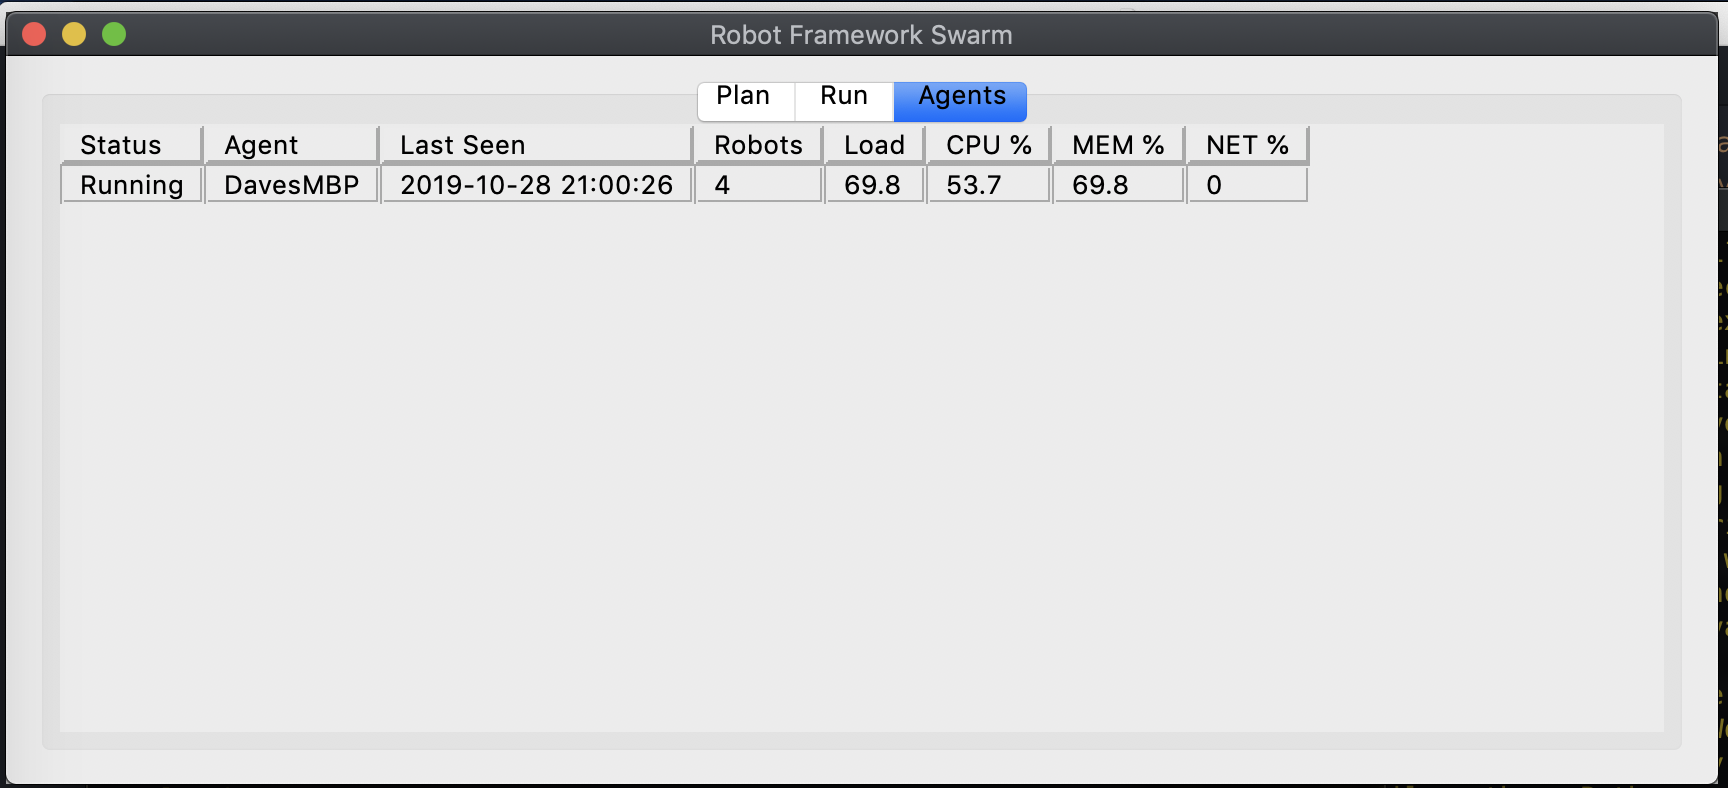 Robot Framework Swarm
Plan Run Agents
Status Agent Last Seen Robots Load CPU % MEM % NET %
Running DavesMBP 2019-10-28 21:00:26 4 69.8 53.7 69.8 0